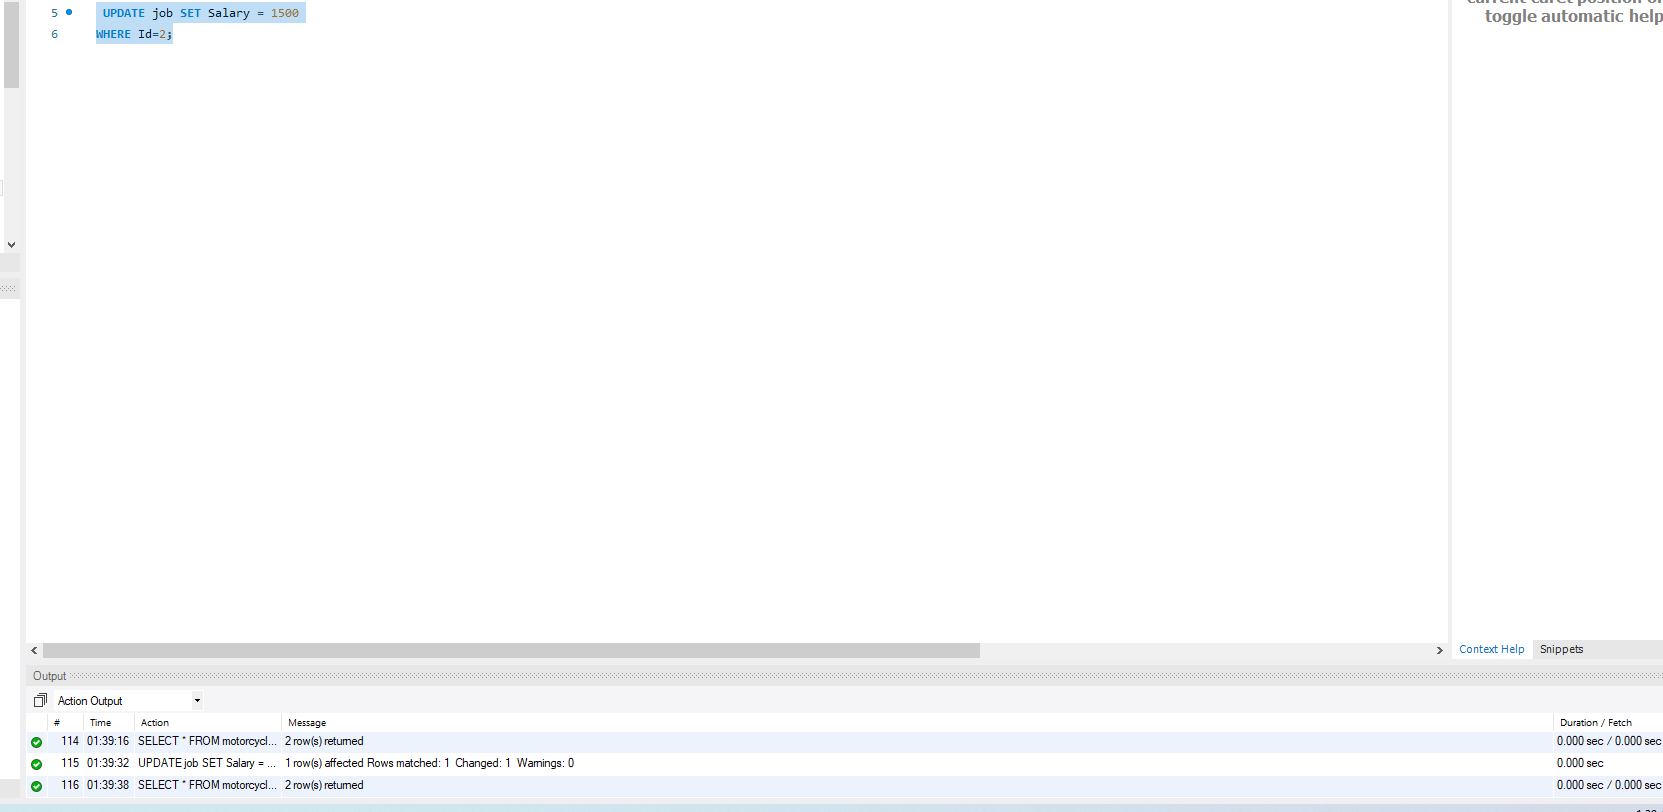 5 UPDATE job SET Salary = 1500
6 WHERE Id=2;
toggle automatic help
Context Help Snippets
Output
Action Output
# Time Action Message Duration / Fetch
114 01:39:16 SELECT * FROM motorcycl... 2 row(s) returned 0.000 sec / 0.000 sec
115 01:39:32 UPDATE job SET Salary = ... 1 row(s) affected Rows matched: 1 Changed: 1 Warnings: 0 0.000 sec
116 01:39:38 SELECT * FROM motorcycl... 2 row(s) returned 0.000 sec / 0.000 sec